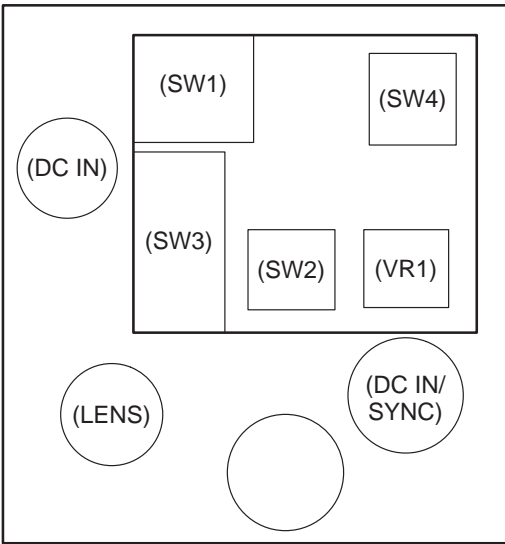 (SW1)
(SW4)
(DC IN)
(SW3)
(SW2)
(VR1)
(DC IN/
SYNC)
(LENS)